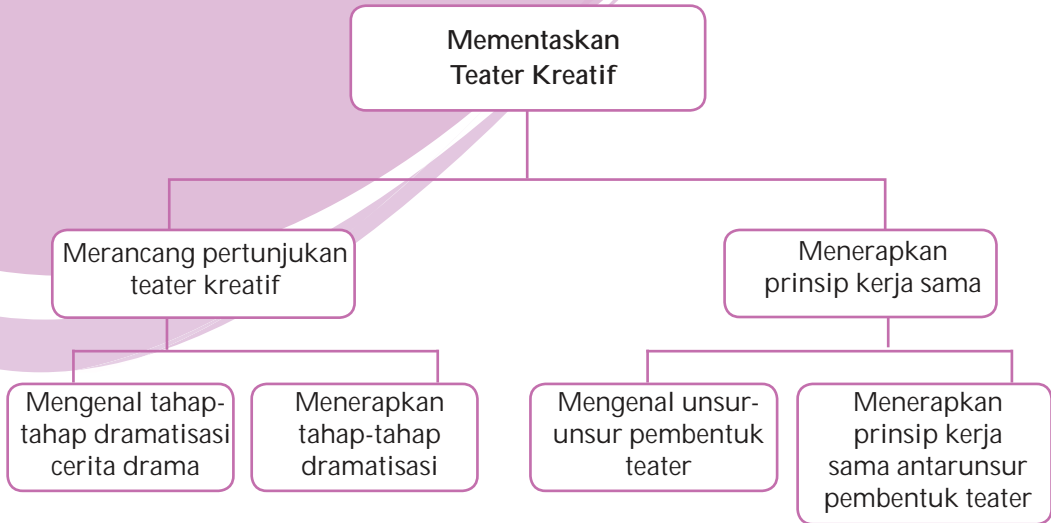 Mementaskan
Teater Kreatif
Merancang pertunjukan
teater kreatif
Menerapkan
prinsip kerja sama
Mengenal tahap-
tahap dramatisasi
cerita drama
Menerapkan
tahap-tahap
dramatisasi
Mengenal unsur-
unsur pembentuk
teater
Menerapkan
prinsip kerja
sama antarunsur
pembentuk teater